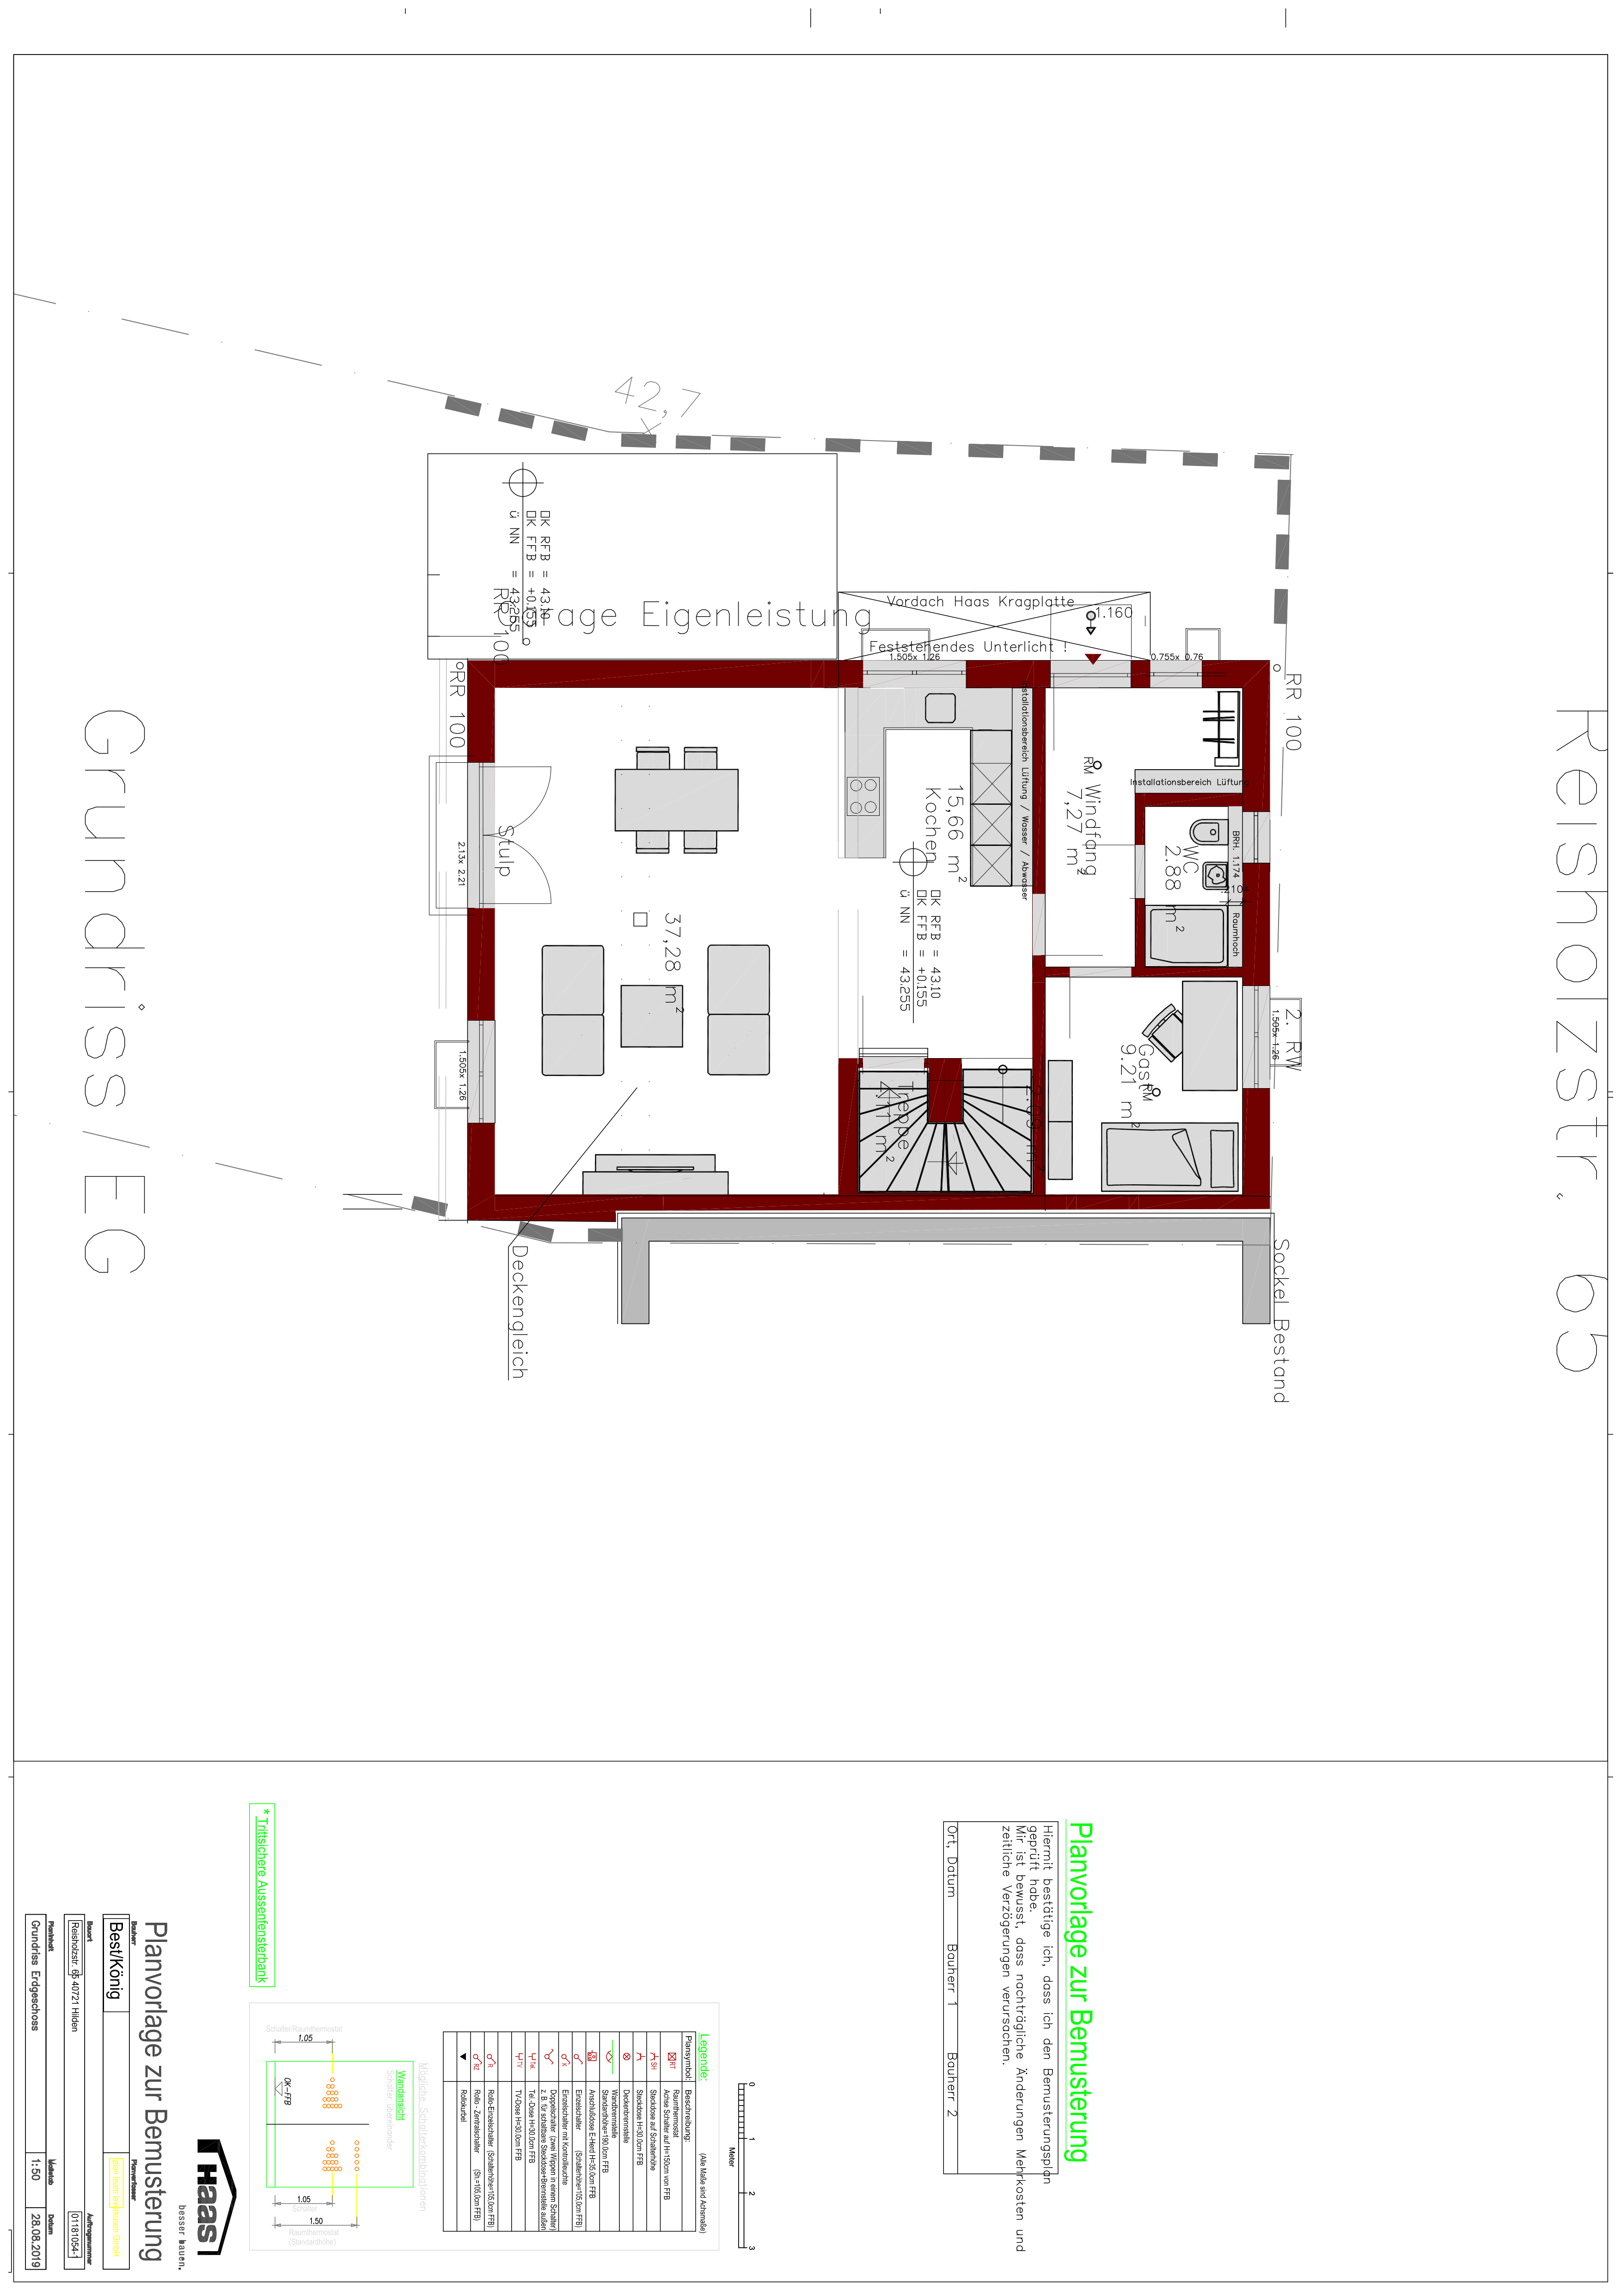 Reisholzstr. 65
Grundriss / EG
42,7
OK RFB = 43.10
OK FFB = +0.155
ü NN = 43.255
Garage Eigenleistung
RR 100
RR 100
RR 100
Vordach Haas Kragplatte
1.160
Feststehendes Unterlicht !
1.505x 1.26
0.755x 0.76
Installationsbereich Lüftung / Wasser / Abwasser
Installationsbereich Lüftung
RM
Windfang
7,27 m²
15,66 m²
Kochen
WC
2.88 m²
BRH. 1.174
.2104
Raumhoch
OK RFB = 43.10
OK FFB = +0.155
ü NN = 43.255
Stulp
2.13x 2.21
37,28 m²
1.505x 1.26
2. RW
1.505x 1.26
Gast
9.21 m²
RM
Treppe
Deckengleich
Sockel Bestand
Planvorlage zur Bemusterung
Hiermit bestätige ich, dass ich den Bemusterungsplan
geprüft habe.
Mir ist bewusst, dass nachträgliche Änderungen Mehrkosten und
zeitliche Verzögerungen verursachen.
Ort, Datum Bauherr 1 Bauherr 2
0 1 2 3
Meter
Legende: (Alle Maße sind Achsmaße)
Plansymbol: Beschreibung:
RT Raumthermostat
Achse Schalter auf H=150cm von FFB
SH Steckdose auf Schalterhöhe
Steckdose H=30.0cm FFB
Deckenbrennstelle
Wandbrennstelle
Standardhöhe=190.0cm FFB
Anschlußdose E-Herd H=35.0cm FFB
Einzelschalter (Schalterhöhe=105.0cm FFB)
K Einzelschalter mit Kontrolleuchte
Doppelschalter (zwei Wippen in einem Schalter)
z. B. für schaltbare Steckdose+Brennstelle außen
Tel. Tel.-Dose H=30.0cm FFB
TV TV-Dose H=30.0cm FFB
R Rollo-Einzelschalter (Schalterhöhe=105.0cm FFB)
RZ Rollo - Zentralschalter (Sh.=105.0cm FFB)
Rollokurbel
Mögliche Schalterkombinationen
Wandansicht
Schalter übereinander
Schalter/Raumthermostat
1.05
OK-FFB
1.05
Schalter
1.50
Raumthermostat
(Standardhöhe)
* Trittsichere Aussenfensterbank
Haas
besser bauen.
Planvorlage zur Bemusterung
Bauherr Planverfasser
Best/König
Bauort Auftragsnummer
Reisholzstr. 65 40721 Hilden 01181054-1
Planinhalt Maßstab Datum
Grundriss Erdgeschoss 1:50 28.08.2019